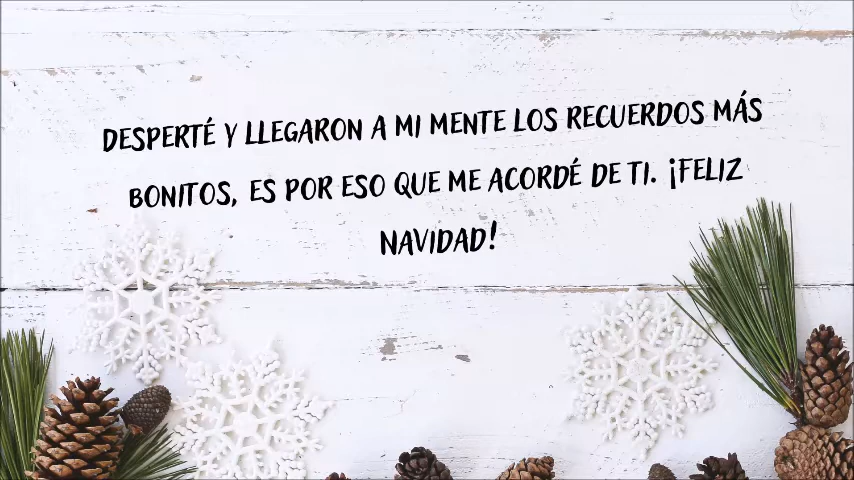 DESPERTÉ Y LLEGARON A MI MENTE LOS RECUERDOS MÁS
BONITOS, ES POR ESO QUE ME ACORDÉ DE TI. ¡FELIZ
NAVIDAD!